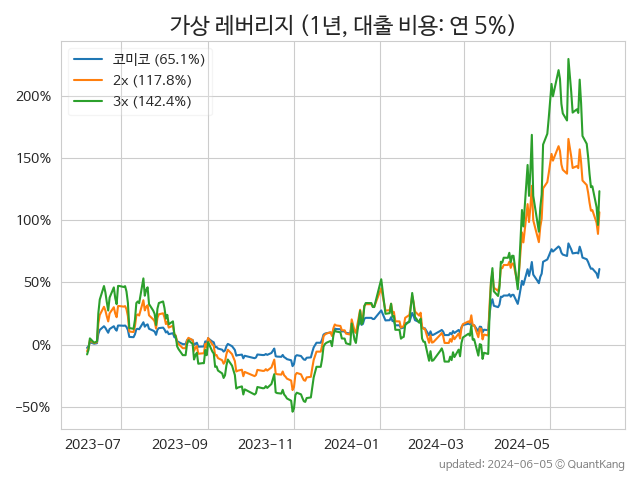 가상 레버리지 (1년, 대출 비용: 연 5%)
코미코 (65.1%)
2x (117.8%)
3x (142.4%)
200%
150%
100%
50%
0%
−50%
2023-07 2023-09 2023-11 2024-01 2024-03 2024-05
updated: 2024-06-05 © QuantKang